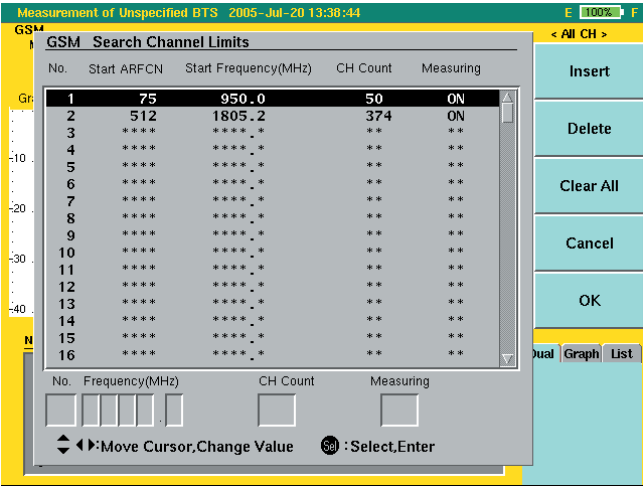 Measurement of Unspecified BTS 2005-Jul-20 13:38:44 E 100% F
GSM
< All CH >
GSM Search Channel Limits
No. Start ARFCN Start Frequency(MHz) CH Count Measuring
1 75 950.0 50 ON
2 512 1805.2 374 ON
3 **** ****.* ** **
4 **** ****.* ** **
5 **** ****.* ** **
6 **** ****.* ** **
7 **** ****.* ** **
8 **** ****.* ** **
9 **** ****.* ** **
10 **** ****.* ** **
11 **** ****.* ** **
12 **** ****.* ** **
13 **** ****.* ** **
14 **** ****.* ** **
15 **** ****.* ** **
16 **** ****.* ** **
No. Frequency(MHz) CH Count Measuring
:Move Cursor,Change Value Sel :Select,Enter
-10
-20
-30
-40
Insert
Delete
Clear All
Cancel
OK
Graph List